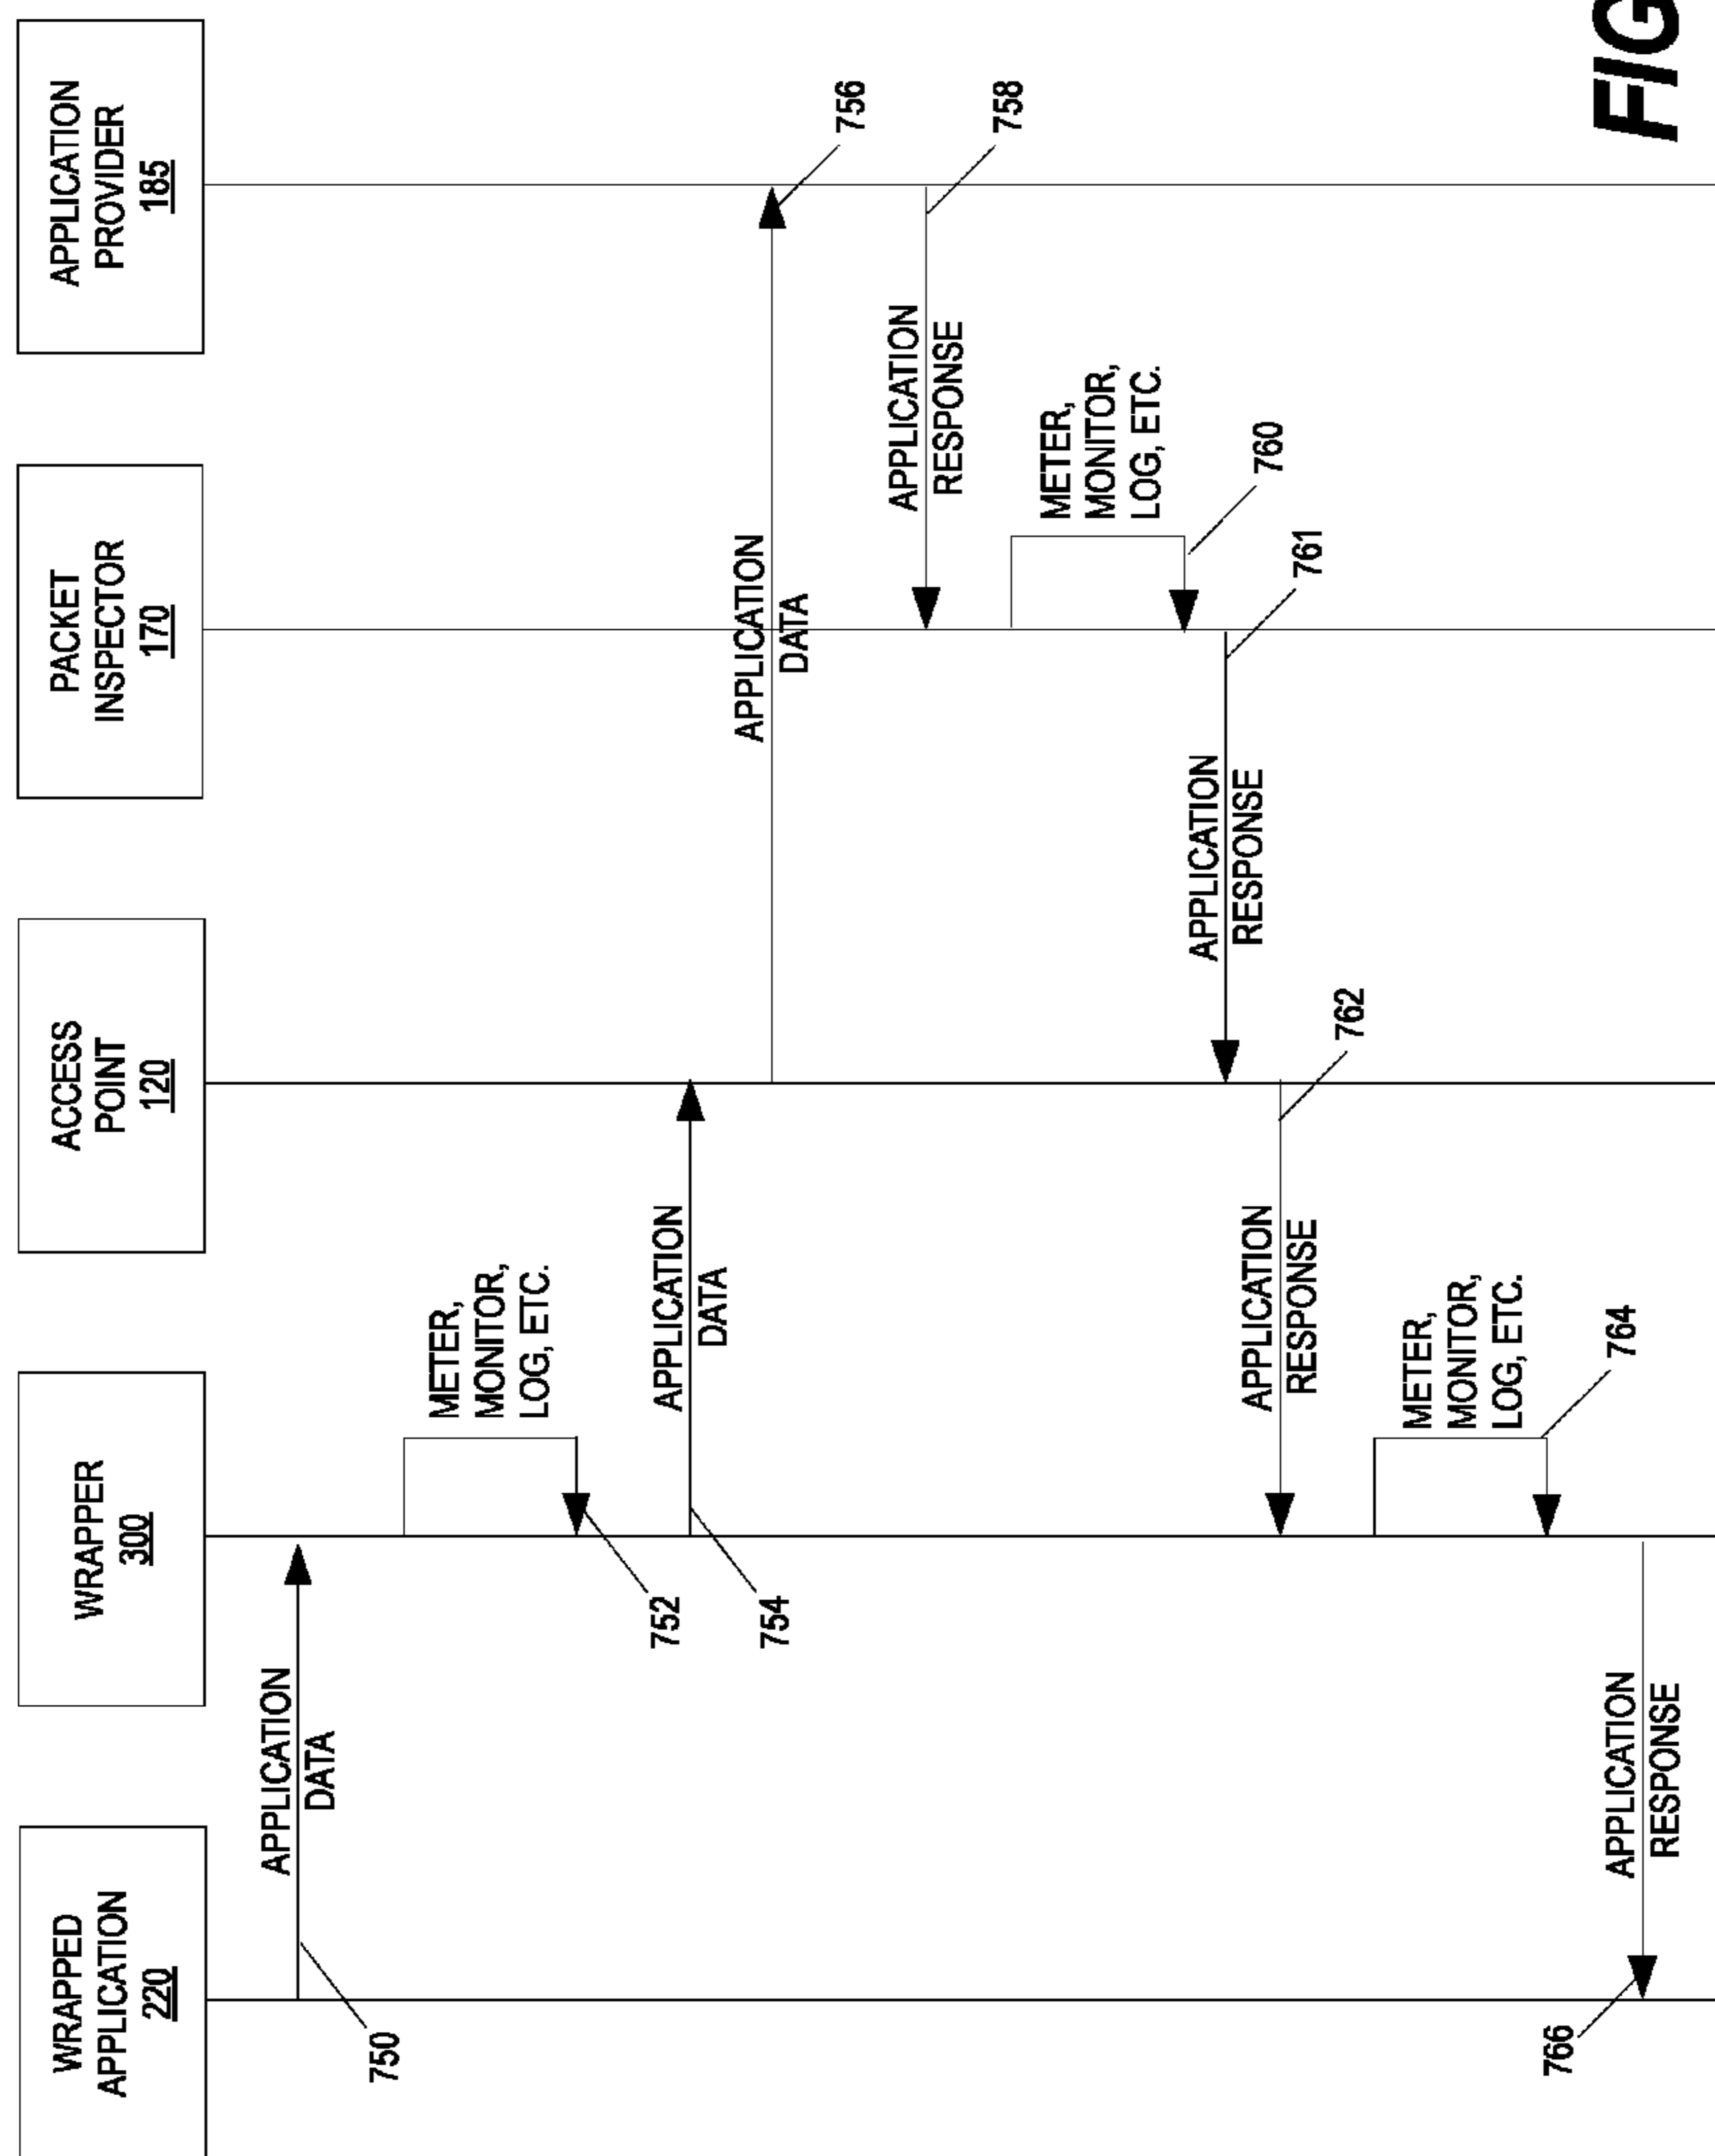 WRAPPED
APPLICATION
220
WRAPPER
300
ACCESS
POINT
120
PACKET
INSPECTOR
170
APPLICATION
PROVIDER
185
APPLICATION
DATA
750
METER,
MONITOR,
LOG, ETC.
752
APPLICATION
DATA
754
APPLICATION
DATA
756
APPLICATION
RESPONSE
758
METER,
MONITOR,
LOG, ETC.
760
APPLICATION
RESPONSE
761
APPLICATION
RESPONSE
762
METER,
MONITOR,
LOG, ETC.
764
APPLICATION
RESPONSE
766
FIG